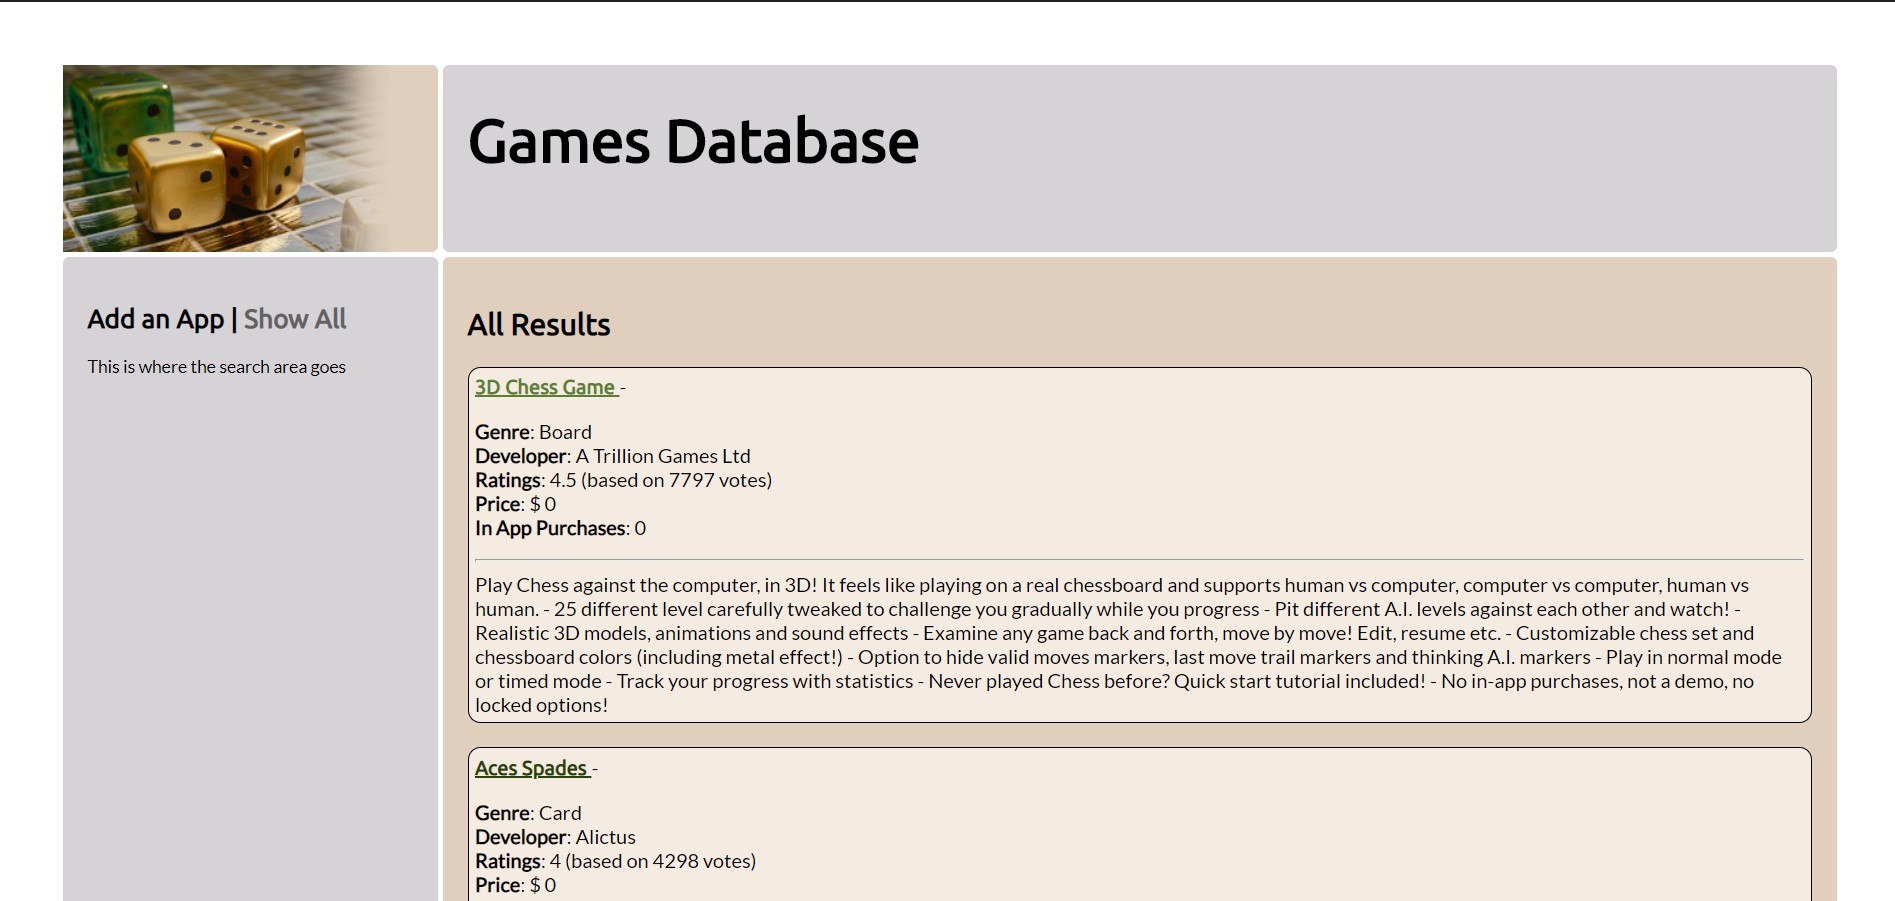 Games Database
Add an App | Show All
This is where the search area goes
All Results
3D Chess Game -
Genre: Board
Developer: A Trillion Games Ltd
Ratings: 4.5 (based on 7797 votes)
Price: $ 0
In App Purchases: 0
Play Chess against the computer, in 3D! It feels like playing on a real chessboard and supports human vs computer, computer vs computer, human vs
human. - 25 different level carefully tweaked to challenge you gradually while you progress - Pit different A.I. levels against each other and watch! -
Realistic 3D models, animations and sound effects - Examine any game back and forth, move by move! Edit, resume etc. - Customizable chess set and
chessboard colors (including metal effect!) - Option to hide valid moves markers, last move trail markers and thinking A.I. markers - Play in normal mode
or timed mode - Track your progress with statistics - Never played Chess before? Quick start tutorial included! - No in-app purchases, not a demo, no
locked options!
Aces Spades -
Genre: Card
Developer: Alictus
Ratings: 4 (based on 4298 votes)
Price: $ 0